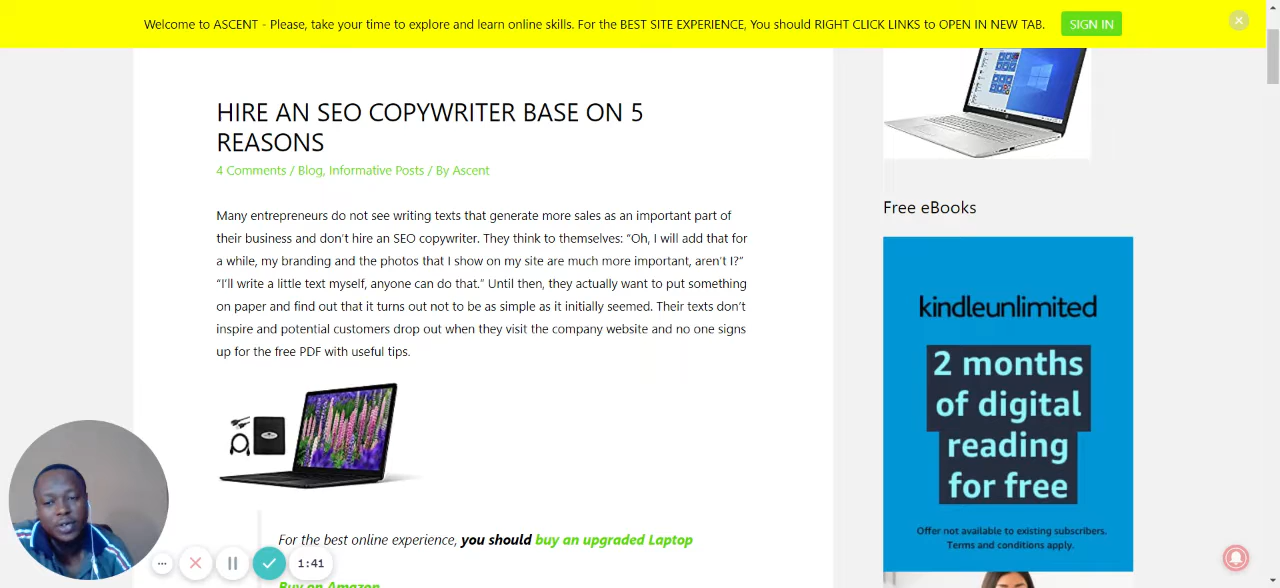 Welcome to ASCENT - Please, take your time to explore and learn online skills. For the BEST SITE EXPERIENCE, You should RIGHT CLICK LINKS to OPEN IN NEW TAB.
SIGN IN
HIRE AN SEO COPYWRITER BASE ON 5
REASONS
4 Comments / Blog, Informative Posts / By Ascent
Many entrepreneurs do not see writing texts that generate more sales as an important part of
their business and don't hire an SEO copywriter. They think to themselves: “Oh, I will add that for
a while, my branding and the photos that I show on my site are much more important, aren't I?”
“I'll write a little text myself, anyone can do that.” Until then, they actually want to put something
on paper and find out that it turns out not to be as simple as it initially seemed. Their texts don't
inspire and potential customers drop out when they visit the company website and no one signs
up for the free PDF with useful tips.
For the best online experience, you should buy an upgraded Laptop
Buy on Amazon
1:41
Free eBooks
kindleunlimited
2 months
of digital
reading
for free
Offer not available to existing subscribers.
Terms and conditions apply.